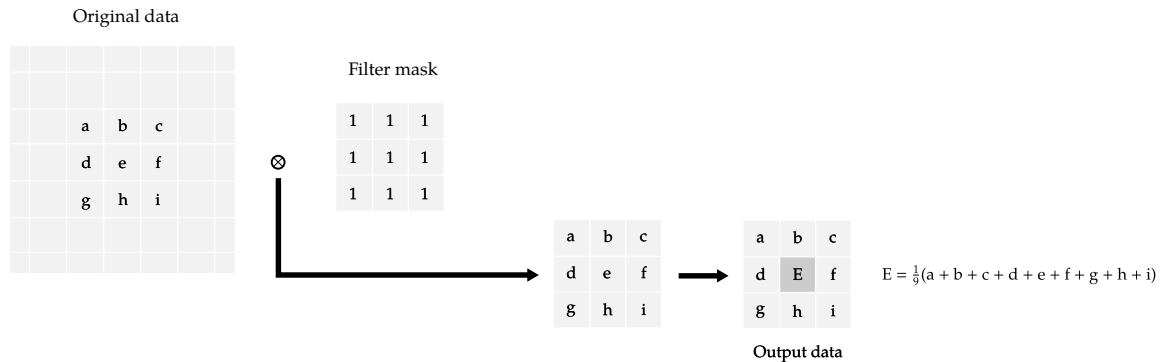 Original data
a b c
d e f
g h i
⊗
Filter mask
1 1 1
1 1 1
1 1 1
a b c
d e f
g h i
a b c
d E f
g h i
Output data
E = 1/9(a + b + c + d + e + f + g + h + i)